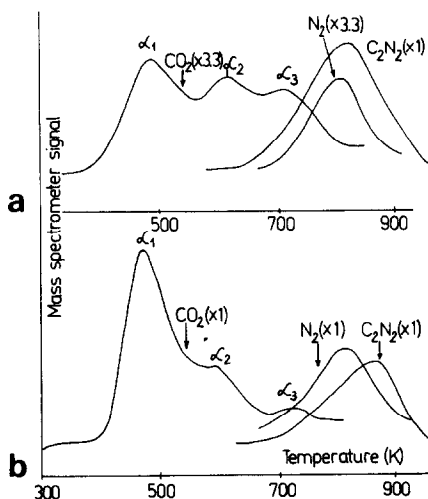 N₂(x3.3)
C₂N₂(x1)
α₁
CO₂(x3.3)
α₂
α₃
Mass spectrometer signal
a
500
700
900
α₁
CO₂(x1)
α₂
α₃
N₂(x1)
C₂N₂(x1)
Temperature (K)
b
300
500
700
900